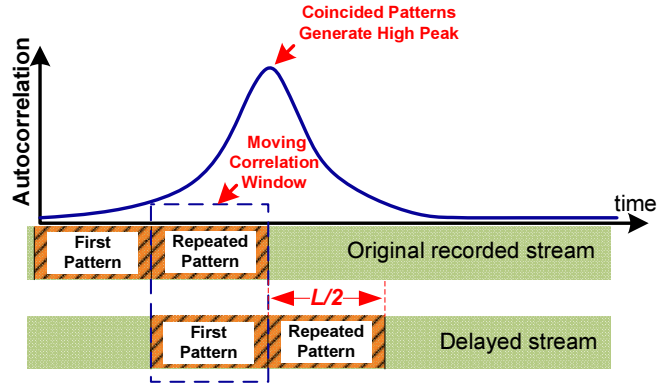 Coincided Patterns
Generate High Peak
Autocorrelation
Moving
Correlation
Window
time
First
Pattern
Repeated
Pattern
Original recorded stream
L/2
First
Pattern
Repeated
Pattern
Delayed stream